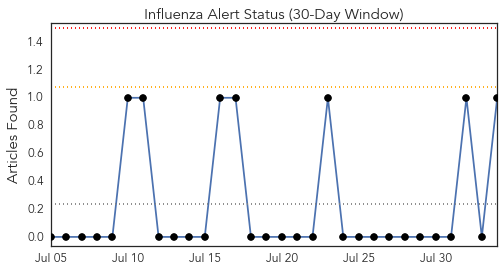 Influenza Alert Status (30-Day Window)
Articles Found
1.4
1.2
1.0
0.8
0.6
0.4
0.2
0.0
Jul 05 Jul 10 Jul 15 Jul 20 Jul 25 Jul 30